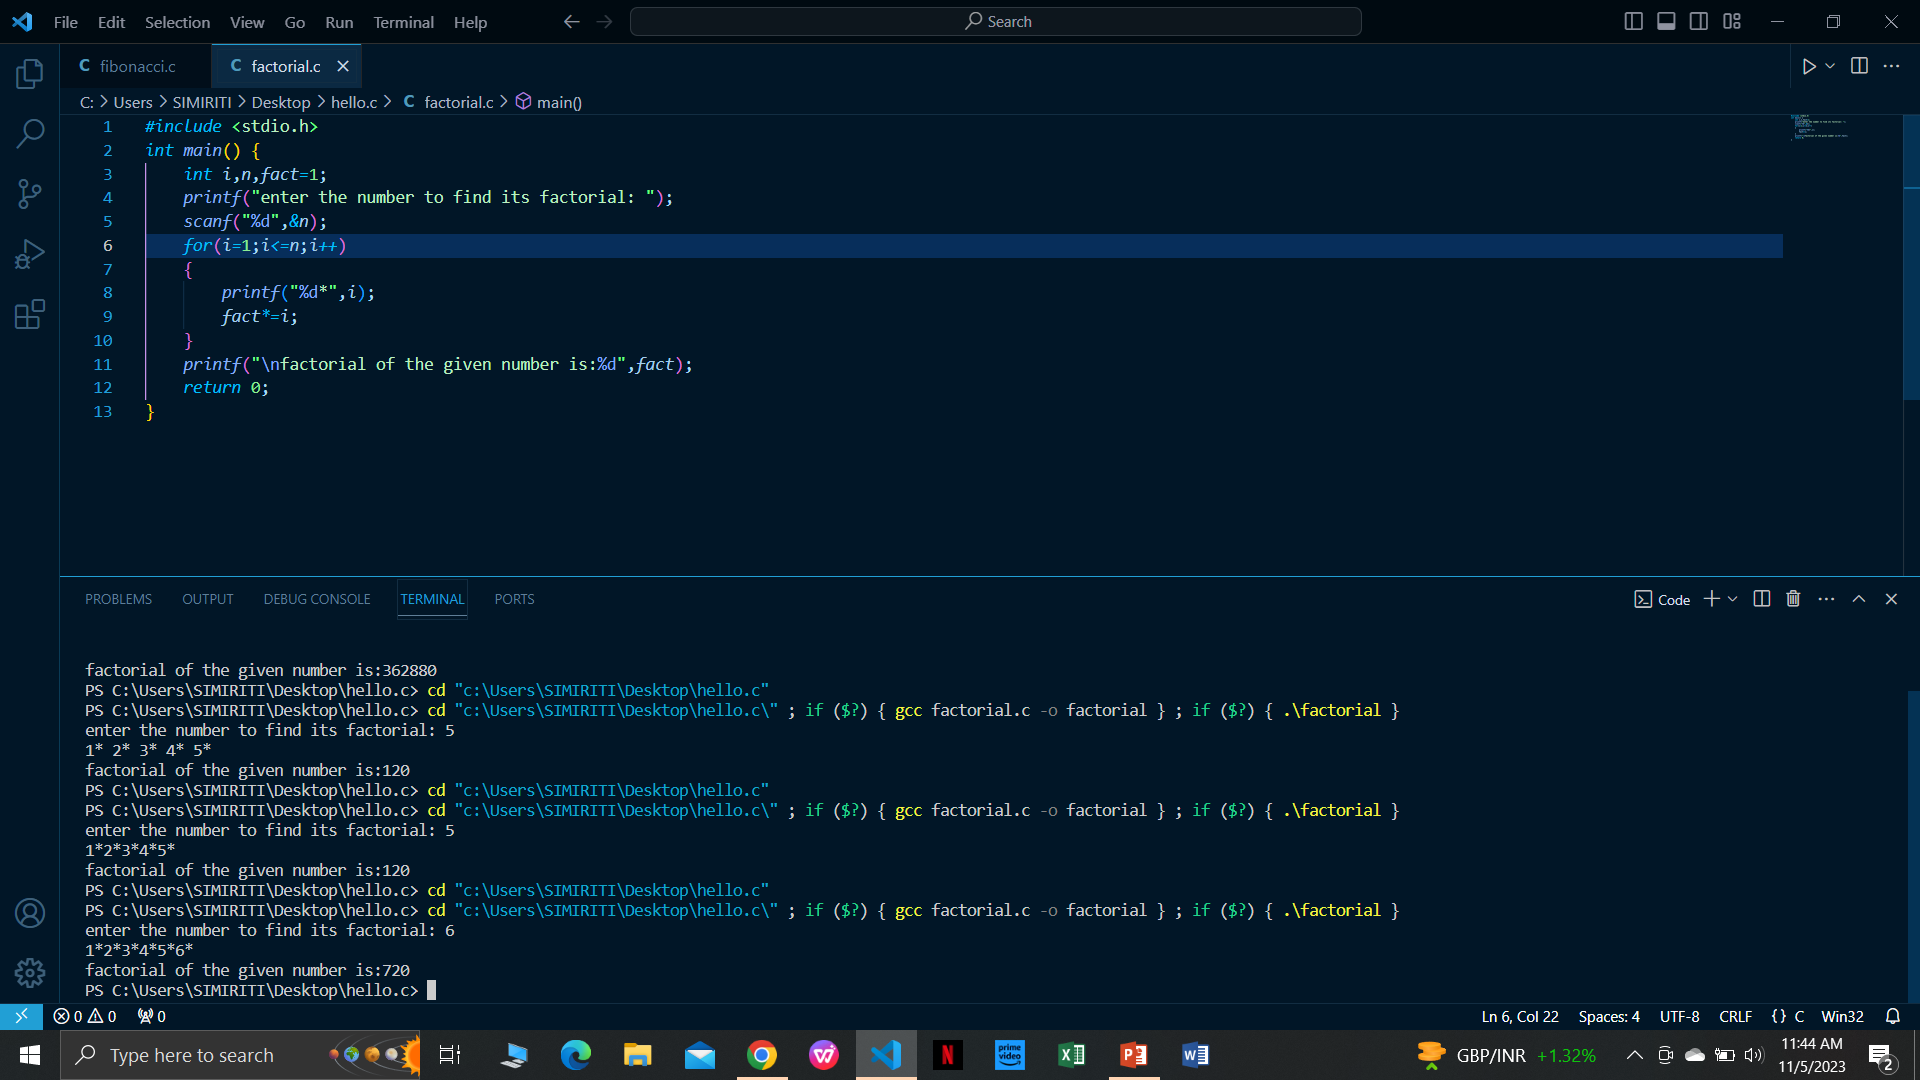 File Edit Selection View Go Run Terminal Help
Search
fibonacci.c
factorial.c
C: > Users > SIMIRITI > Desktop > hello.c > C factorial.c > main()
1 #include <stdio.h>
2 int main() {
3 int i,n,fact=1;
4 printf("enter the number to find its factorial: ");
5 scanf("%d",&n);
6 for(i=1;i<=n;i++)
7 {
8 printf("%d*",i);
9 fact*=i;
10 }
11 printf("\nfactorial of the given number is:%d",fact);
12 return 0;
13 }
PROBLEMS OUTPUT DEBUG CONSOLE TERMINAL PORTS
Code
factorial of the given number is:362880
PS C:\Users\SIMIRITI\Desktop\hello.c> cd "c:\Users\SIMIRITI\Desktop\hello.c"
PS C:\Users\SIMIRITI\Desktop\hello.c> cd "c:\Users\SIMIRITI\Desktop\hello.c\" ; if ($?) { gcc factorial.c -o factorial } ; if ($?) { .\factorial }
enter the number to find its factorial: 5
1* 2* 3* 4* 5*
factorial of the given number is:120
PS C:\Users\SIMIRITI\Desktop\hello.c> cd "c:\Users\SIMIRITI\Desktop\hello.c"
PS C:\Users\SIMIRITI\Desktop\hello.c> cd "c:\Users\SIMIRITI\Desktop\hello.c\" ; if ($?) { gcc factorial.c -o factorial } ; if ($?) { .\factorial }
enter the number to find its factorial: 5
1*2*3*4*5*
factorial of the given number is:120
PS C:\Users\SIMIRITI\Desktop\hello.c> cd "c:\Users\SIMIRITI\Desktop\hello.c"
PS C:\Users\SIMIRITI\Desktop\hello.c> cd "c:\Users\SIMIRITI\Desktop\hello.c\" ; if ($?) { gcc factorial.c -o factorial } ; if ($?) { .\factorial }
enter the number to find its factorial: 6
1*2*3*4*5*6*
factorial of the given number is:720
PS C:\Users\SIMIRITI\Desktop\hello.c>
0 0 0
Ln 6, Col 22 Spaces: 4 UTF-8 CRLF {} C Win32
Type here to search
prime video
GBP/INR +1.32%
11:44 AM
11/5/2023
2